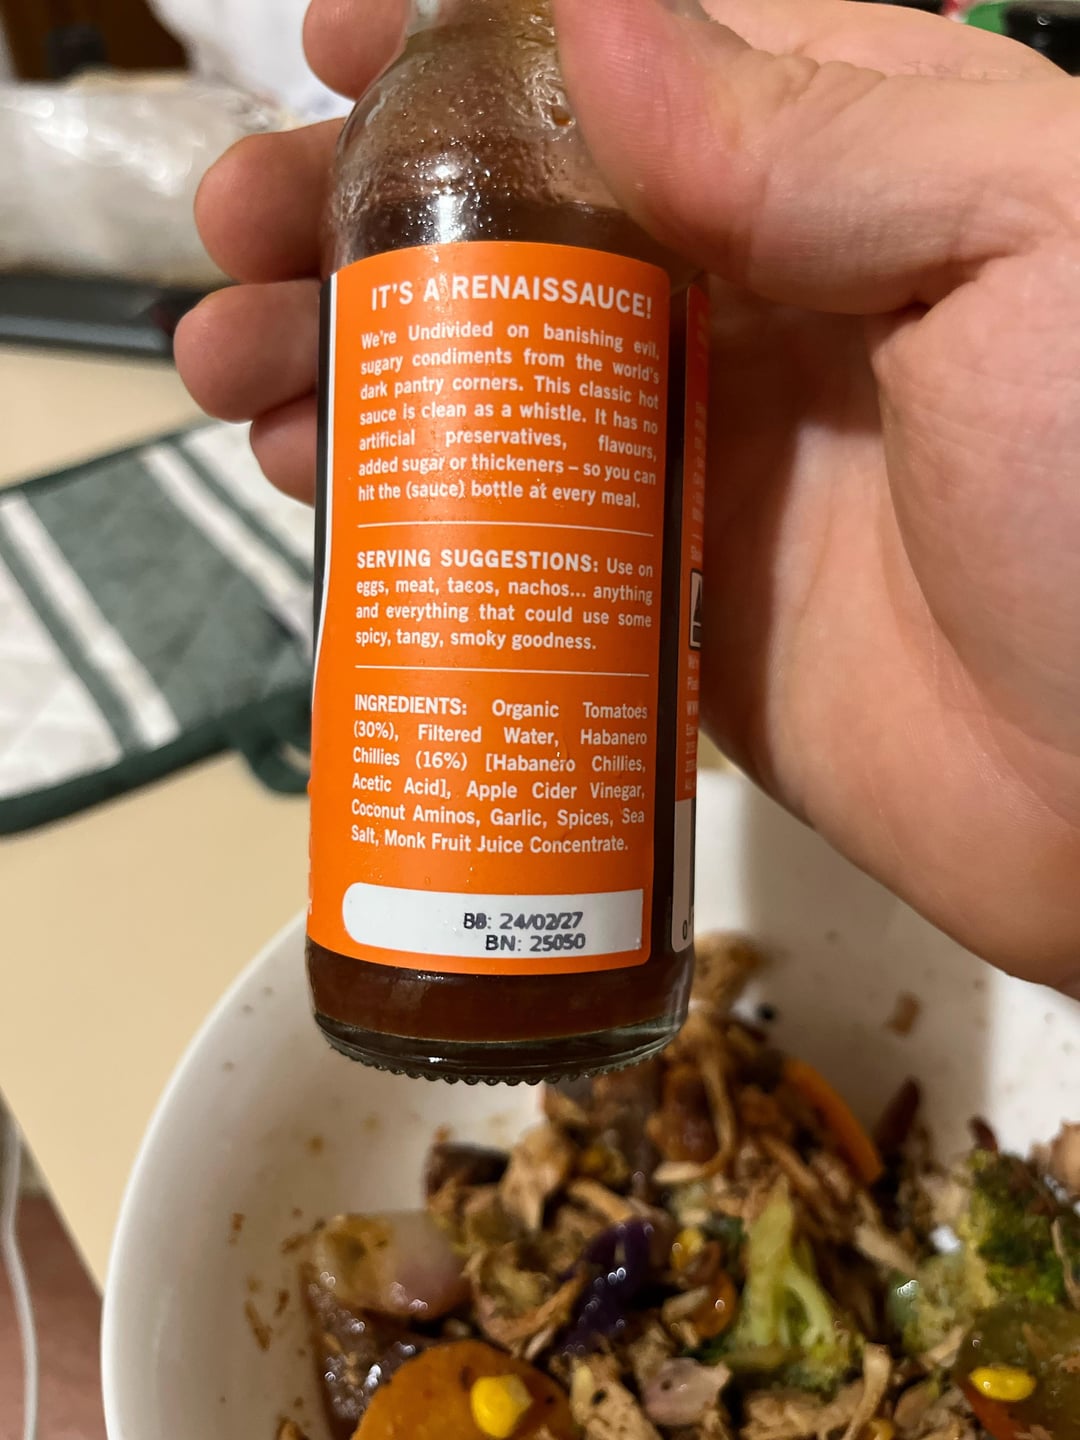 IT'S A RENAISSAUCE!
We're Undivided on banishing evil,
sugary condiments from the world's
dark pantry corners. This classic hot
sauce is clean as a whistle. It has no
artificial preservatives, flavours,
added sugar or thickeners – so you can
hit the (sauce) bottle at every meal.
SERVING SUGGESTIONS: Use on
eggs, meat, tacos, nachos... anything
and everything that could use some
spicy, tangy, smoky goodness.
INGREDIENTS: Organic Tomatoes
(30%), Filtered Water, Habanero
Chillies (16%) [Habanero Chillies,
Acetic Acid], Apple Cider Vinegar,
Coconut Aminos, Garlic, Spices, Sea
Salt, Monk Fruit Juice Concentrate.
BB: 24/02/27
BN: 25050